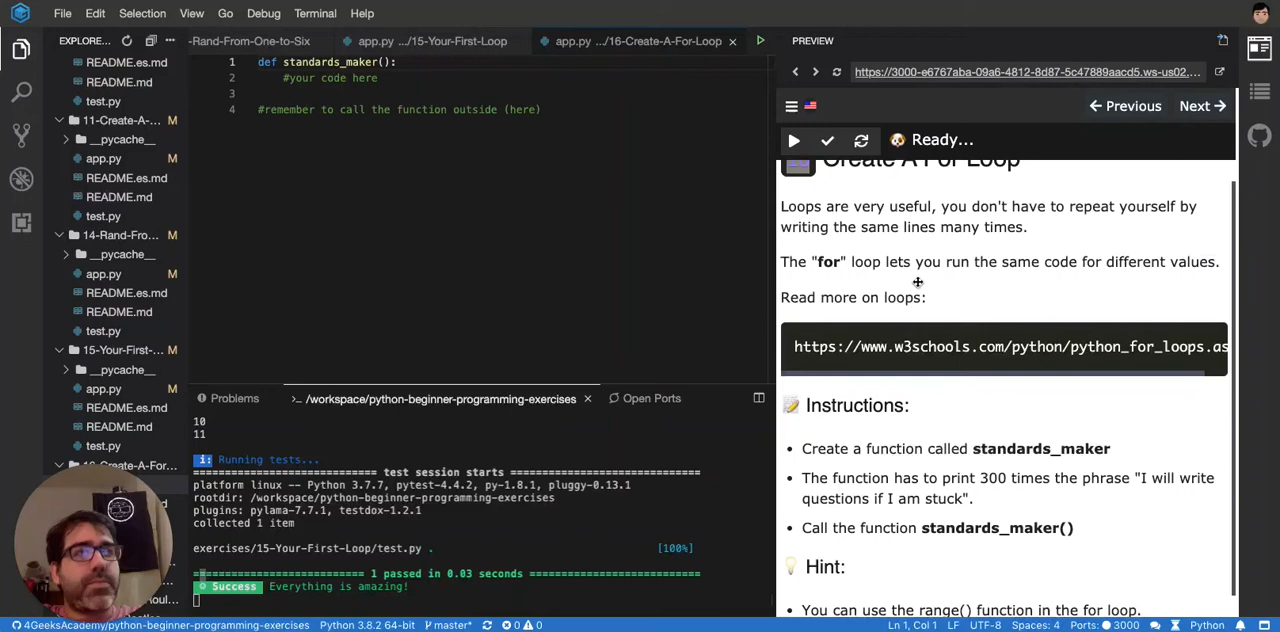 File Edit Selection View Go Debug Terminal Help
EXPLORE...
README.es.md
README.md
test.py
11-Create-A-... M
__pycache__
app.py M
README.es.md
README.md
test.py
14-Rand-Fro... M
__pycache__
app.py M
README.es.md
README.md
test.py
15-Your-First-... M
__pycache__
app.py M
README.es.md
README.md
test.py
-Rand-From-One-to-Six app.py .../15-Your-First-Loop app.py .../16-Create-A-For-Loop
1 def standards_maker():
2 #your code here
3
4 #remember to call the function outside (here)
Problems >_ /workspace/python-beginner-programming-exercises Open Ports
10
11
i: Running tests...
========================== test session starts ============================
platform linux -- Python 3.7.7, pytest-4.4.2, py-1.8.1, pluggy-0.13.1
rootdir: /workspace/python-beginner-programming-exercises
plugins: pylama-7.7.1, testdox-1.2.1
collected 1 item
exercises/15-Your-First-Loop/test.py . [100%]
========================== 1 passed in 0.03 seconds ===========================
Success Everything is amazing!
PREVIEW
https://3000-e6767aba-09a6-4812-8d87-5c47889aacd5.ws-us02....
← Previous Next →
Ready...
Create A For Loop
Loops are very useful, you don't have to repeat yourself by
writing the same lines many times.
The "for" loop lets you run the same code for different values.
Read more on loops:
https://www.w3schools.com/python/python_for_loops.as
Instructions:
• Create a function called standards_maker
• The function has to print 300 times the phrase "I will write
questions if I am stuck".
• Call the function standards_maker()
Hint:
• You can use the range() function in the for loop.
4GeeksAcademy/python-beginner-programming-exercises Python 3.8.2 64-bit master* 0 0 Ln 1, Col 1 LF UTF-8 Spaces: 4 Ports: 3000 Python